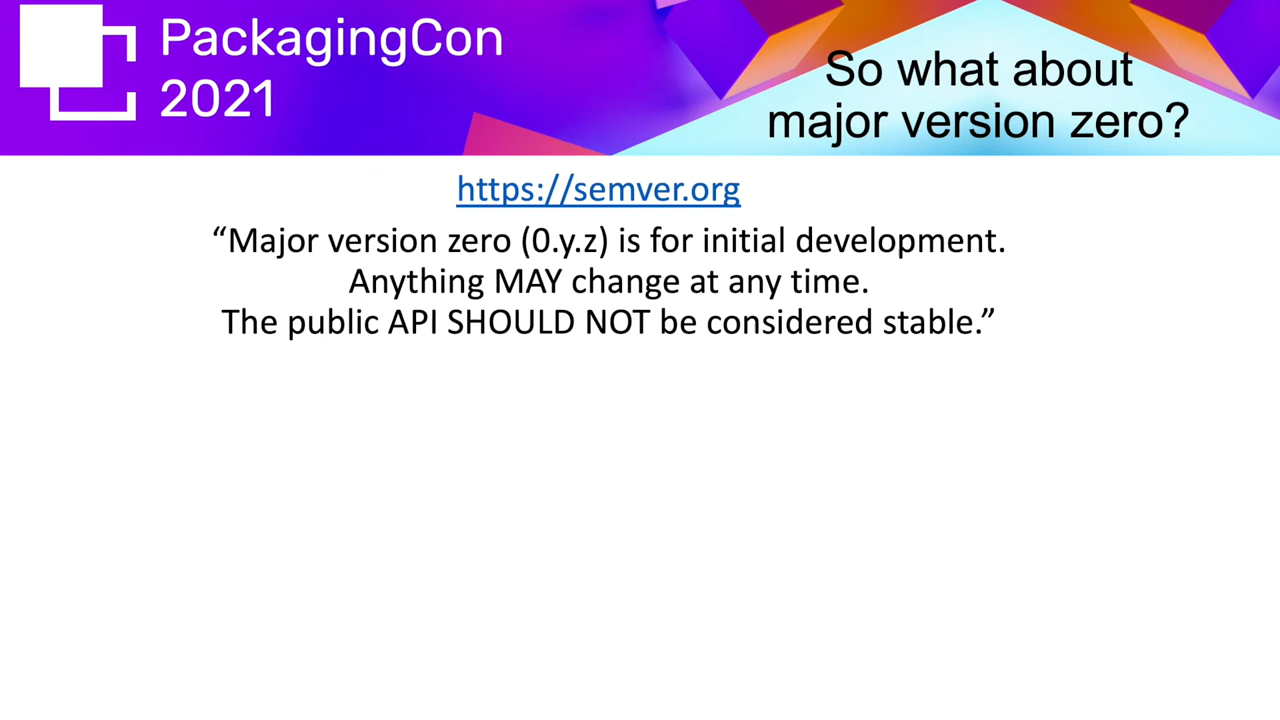 PackagingCon
2021
So what about
major version zero?
https://semver.org
“Major version zero (0.y.z) is for initial development.
Anything MAY change at any time.
The public API SHOULD NOT be considered stable.”